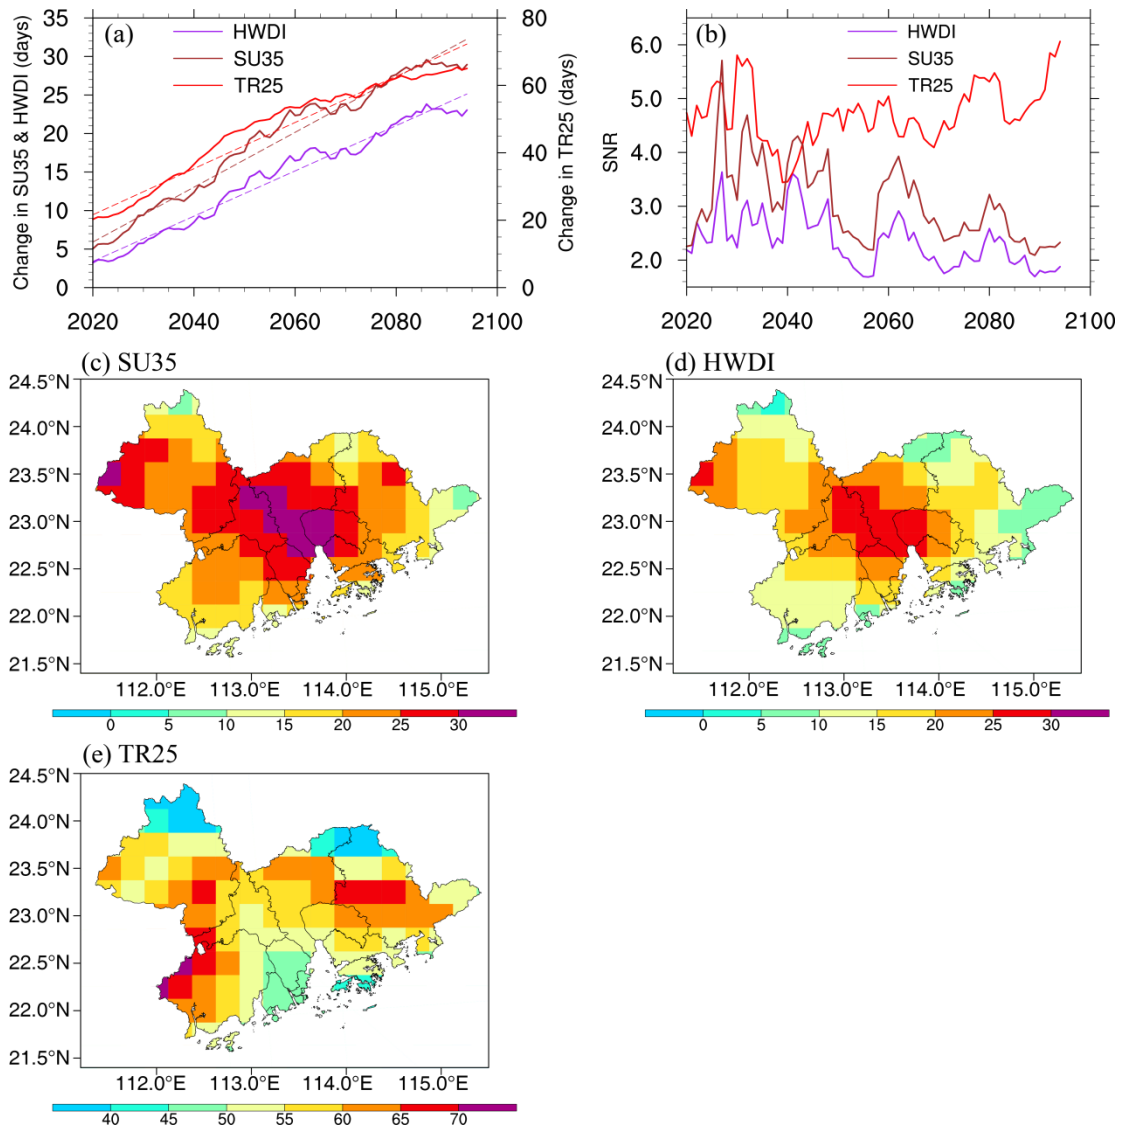 (a)
HWDI
SU35
TR25
Change in SU35 & HWDI (days)
35
30
25
20
15
10
5
0
Change in TR25 (days)
80
60
40
20
0
2020 2040 2060 2080 2100
(b)
HWDI
SU35
TR25
SNR
6.0
5.0
4.0
3.0
2.0
2020 2040 2060 2080 2100
(c) SU35
24.5°N
24.0°N
23.5°N
23.0°N
22.5°N
22.0°N
21.5°N
112.0°E 113.0°E 114.0°E 115.0°E
0 5 10 15 20 25 30
(d) HWDI
24.5°N
24.0°N
23.5°N
23.0°N
22.5°N
22.0°N
21.5°N
112.0°E 113.0°E 114.0°E 115.0°E
0 5 10 15 20 25 30
(e) TR25
24.5°N
24.0°N
23.5°N
23.0°N
22.5°N
22.0°N
21.5°N
112.0°E 113.0°E 114.0°E 115.0°E
40 45 50 55 60 65 70